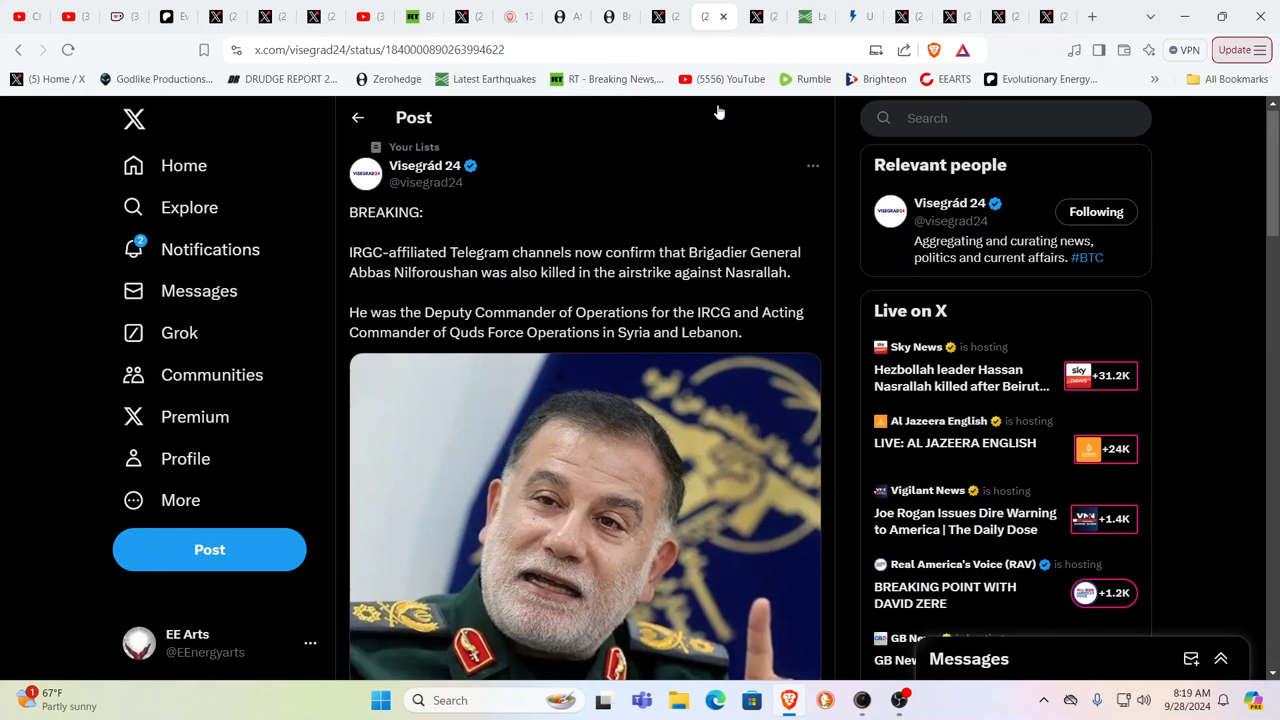 x.com/visegrad24/status/1840000890263994622
VPN
Update
(5) Home / X
Godlike Productions...
DRUDGE REPORT 2...
Zerohedge
Latest Earthquakes
RT - Breaking News,...
(5556) YouTube
Rumble
Brighteon
EEARTS
Evolutionary Energy...
All Bookmarks
Home
Explore
2
Notifications
Messages
Grok
Communities
Premium
Profile
More
Post
EE Arts
@EEnergyarts
Post
Your Lists
Visegrád 24
@visegrad24
BREAKING:
IRGC-affiliated Telegram channels now confirm that Brigadier General
Abbas Nilforoushan was also killed in the airstrike against Nasrallah.
He was the Deputy Commander of Operations for the IRCG and Acting
Commander of Quds Force Operations in Syria and Lebanon.
Search
Relevant people
Visegrád 24
@visegrad24
Following
Aggregating and curating news,
politics and current affairs. #BTC
Live on X
Sky News is hosting
Hezbollah leader Hassan
Nasrallah killed after Beirut...
+31.2K
Al Jazeera English is hosting
LIVE: AL JAZEERA ENGLISH
+24K
Vigilant News is hosting
Joe Rogan Issues Dire Warning
to America | The Daily Dose
+1.4K
Real America's Voice (RAV) is hosting
BREAKING POINT WITH
DAVID ZERE
+1.2K
Messages
1
67°F
Partly sunny
Search
8:19 AM
9/28/2024